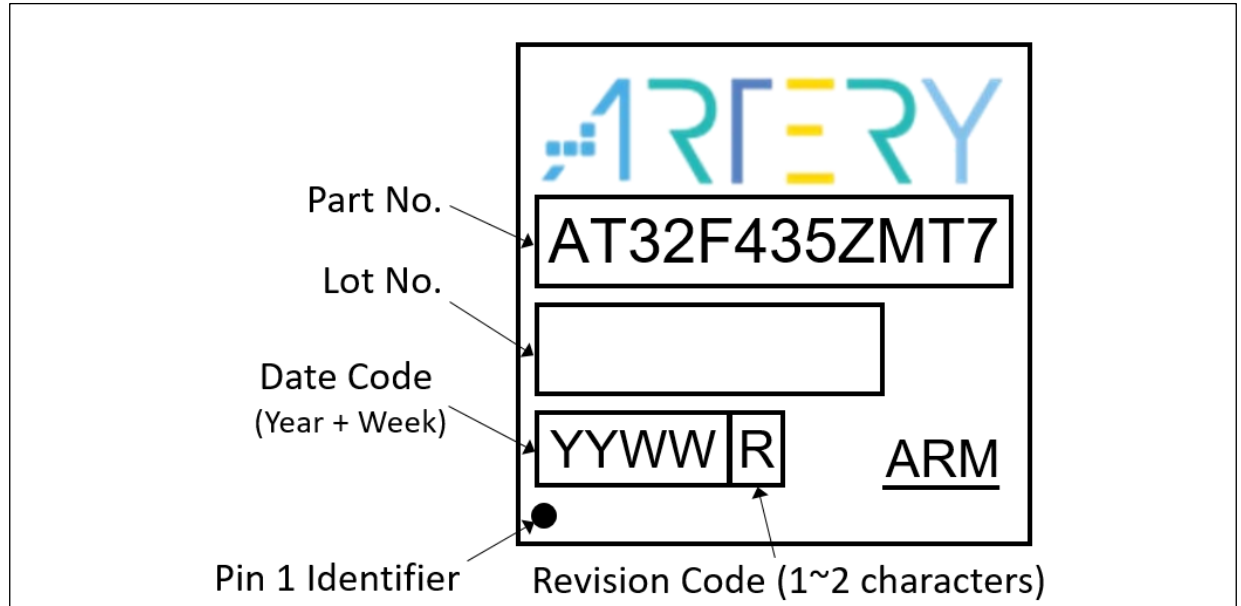 ARTERY
Part No.
AT32F435ZMT7
Lot No.
Date Code
(Year + Week)
YYWW R
ARM
Pin 1 Identifier
Revision Code (1~2 characters)